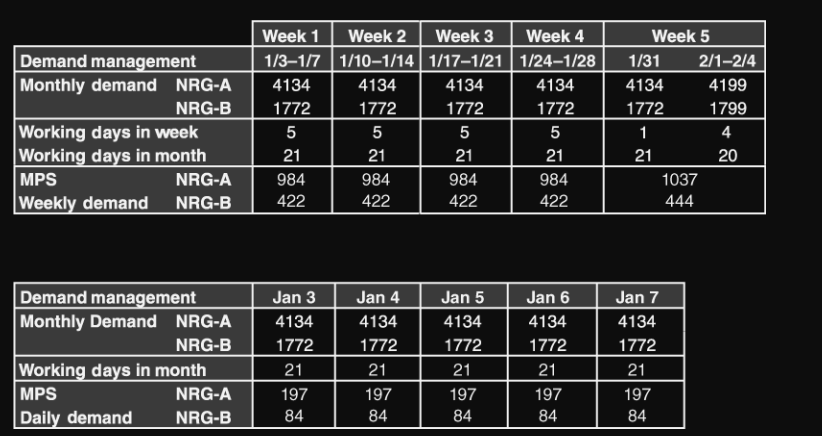 Week 1 Week 2 Week 3 Week 4 Week 5
Demand management 1/3–1/7 1/10–1/14 1/17–1/21 1/24–1/28 1/31 2/1–2/4
Monthly demand NRG-A 4134 4134 4134 4134 4134 4199
NRG-B 1772 1772 1772 1772 1772 1799
Working days in week 5 5 5 5 1 4
Working days in month 21 21 21 21 21 20
MPS NRG-A 984 984 984 984 1037
Weekly demand NRG-B 422 422 422 422 444
Demand management Jan 3 Jan 4 Jan 5 Jan 6 Jan 7
Monthly Demand NRG-A 4134 4134 4134 4134 4134
NRG-B 1772 1772 1772 1772 1772
Working days in month 21 21 21 21 21
MPS NRG-A 197 197 197 197 197
Daily demand NRG-B 84 84 84 84 84